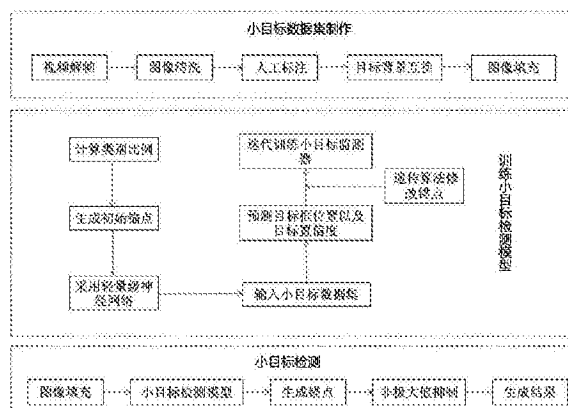 小目标数据集制作
视频解帧
图像清洗
人工标注
目标背景互换
图像填充
计算类别比例
生成初始锚点
采用轻量级神
经网络
迭代训练小目标监测
器
遗传算法修
改锚点
预测目标框位置以及
目标置信度
输入小目标数据集
训练小目标检测模型
小目标检测
图像填充
小目标检测模型
生成锚点
非极大值抑制
生成结果